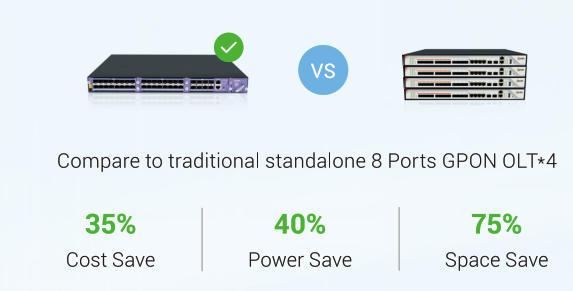 VS
Compare to traditional standalone 8 Ports GPON OLT*4
35%
40%
75%
Cost Save
Power Save
Space Save